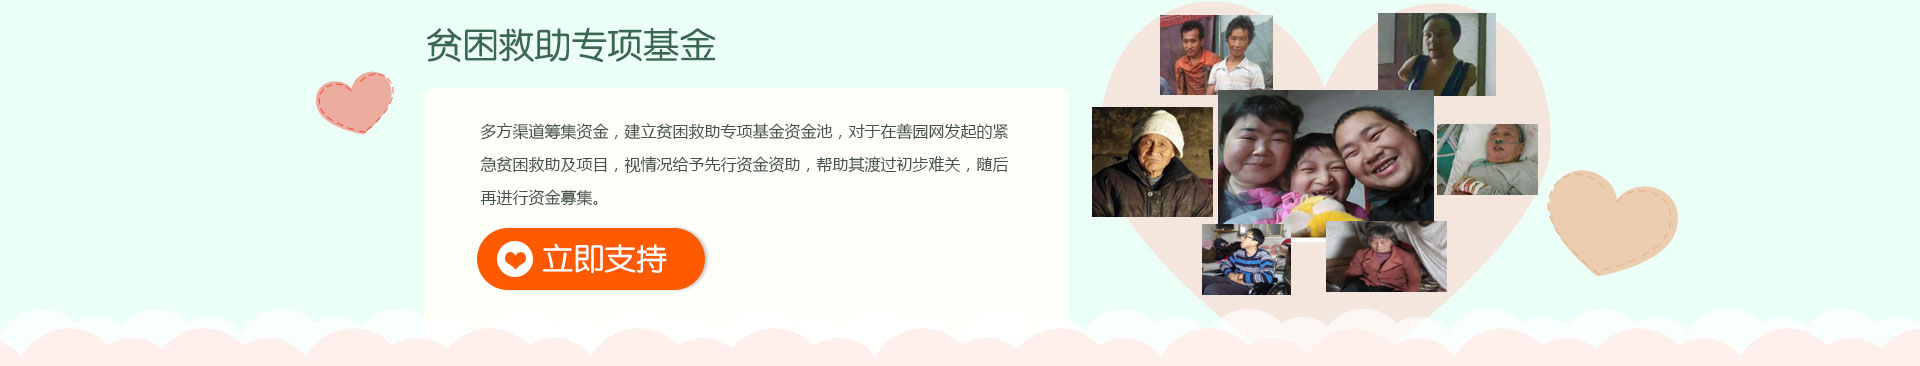 贫困救助专项基金
多方渠道筹集资金，建立贫困救助专项基金资金池，对于在善园网发起的紧
急贫困救助及项目，视情况给予先行资金资助，帮助其渡过初步难关，随后
再进行资金募集。
立即支持